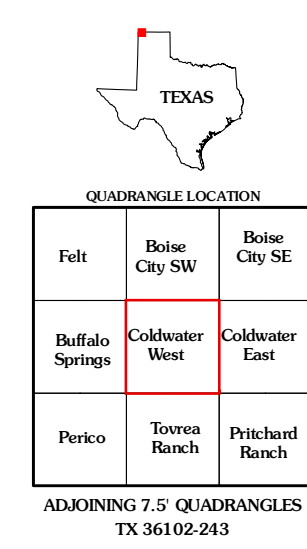 TEXAS
QUADRANGLE LOCATION
Felt
Boise
City SW
Boise
City SE
Buffalo
Springs
Coldwater
West
Coldwater
East
Perico
Tovrea
Ranch
Pritchard
Ranch
ADJOINING 7.5' QUADRANGLES
TX 36102-243